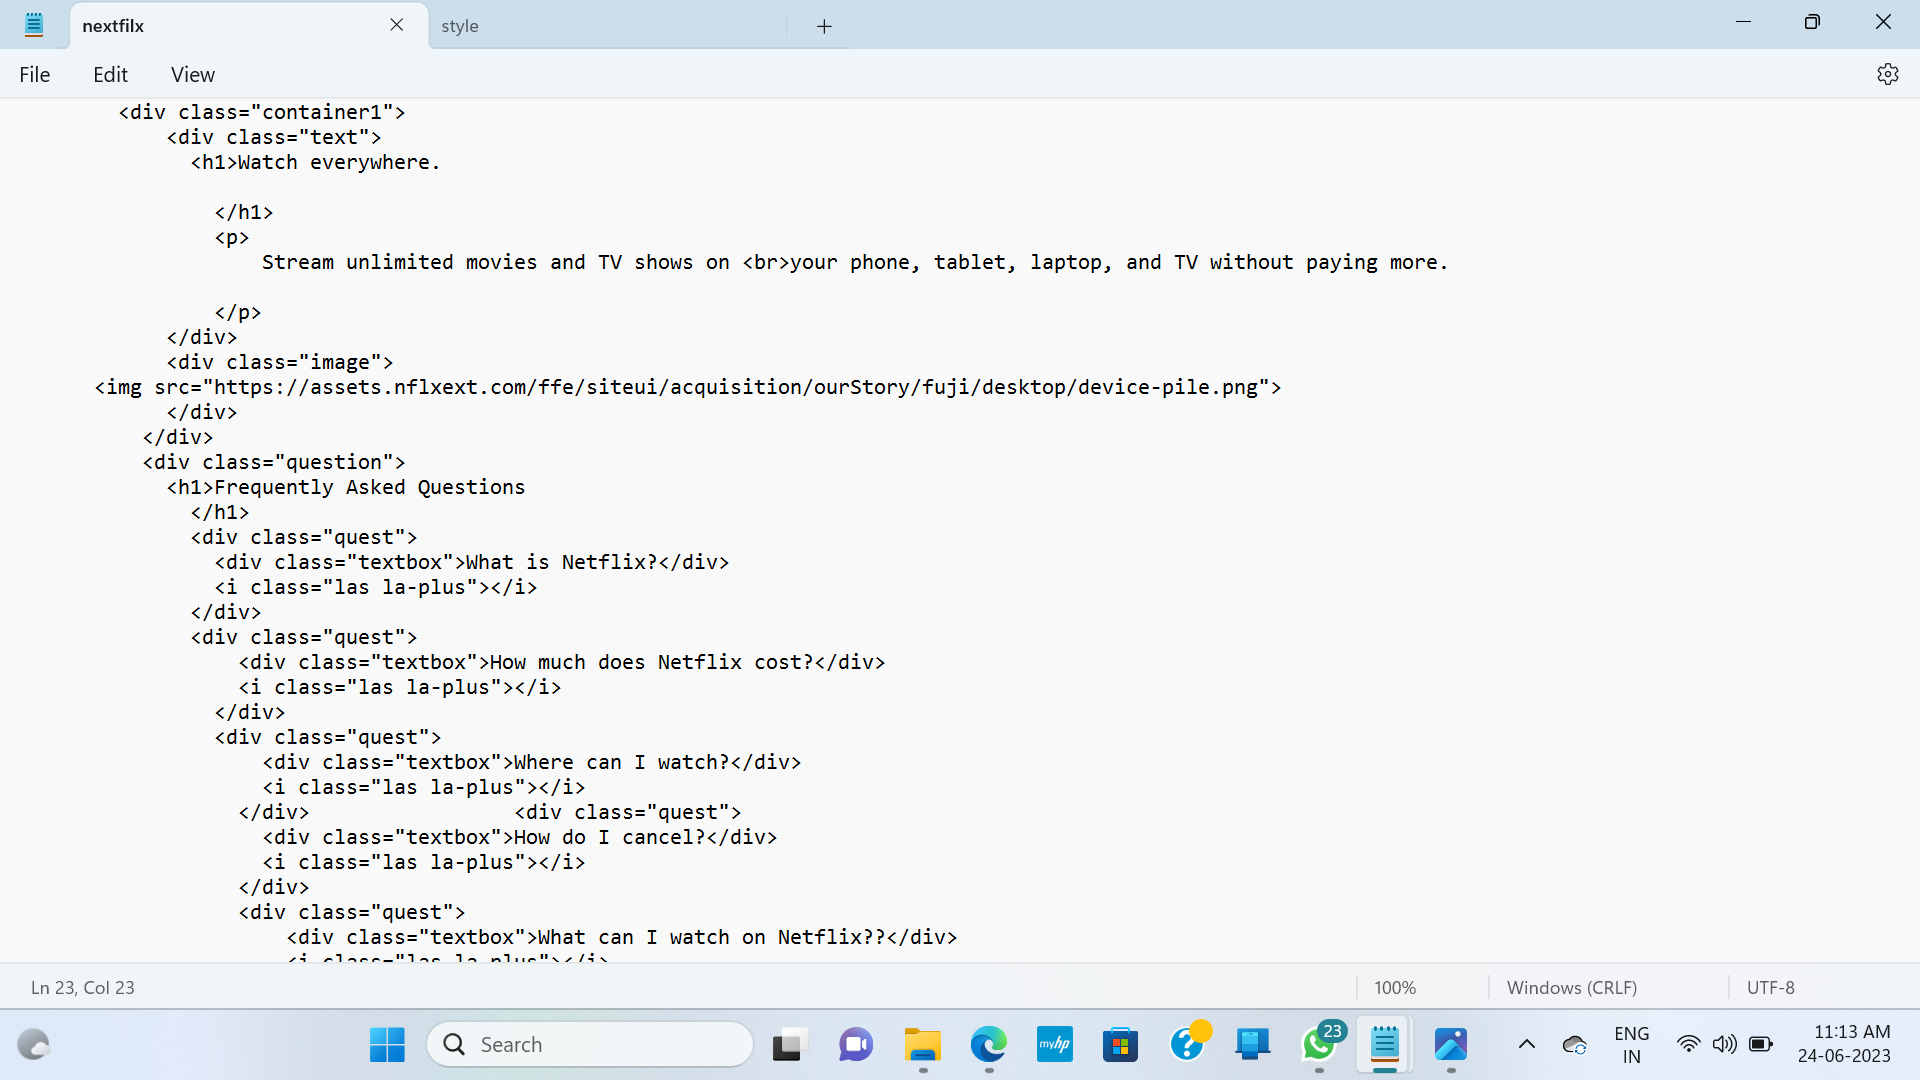 nextfilx
style
File Edit View
<div class="container1">
<div class="text">
<h1>Watch everywhere.
</h1>
<p>
Stream unlimited movies and TV shows on <br>your phone, tablet, laptop, and TV without paying more.
</p>
</div>
<div class="image">
<img src="https://assets.nflxext.com/ffe/siteui/acquisition/ourStory/fuji/desktop/device-pile.png">
</div>
</div>
<div class="question">
<h1>Frequently Asked Questions
</h1>
<div class="quest">
<div class="textbox">What is Netflix?</div>
<i class="las la-plus"></i>
</div>
<div class="quest">
<div class="textbox">How much does Netflix cost?</div>
<i class="las la-plus"></i>
</div>
<div class="quest">
<div class="textbox">Where can I watch?</div>
<i class="las la-plus"></i>
</div> <div class="quest">
<div class="textbox">How do I cancel?</div>
<i class="las la-plus"></i>
</div>
<div class="quest">
<div class="textbox">What can I watch on Netflix??</div>
<i class="las la-plus"></i>
Ln 23, Col 23
100%
Windows (CRLF)
UTF-8
Search
myhp
23
ENG
IN
11:13 AM
24-06-2023